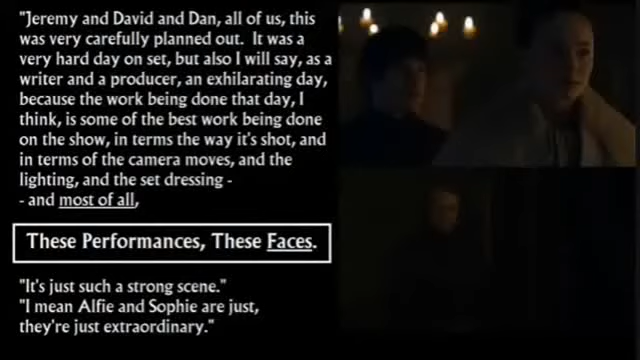 "Jeremy and David and Dan, all of us, this
was very carefully planned out. It was a
very hard day on set, but also I will say, as a
writer and a producer, an exhilarating day,
because the work being done that day, I
think, is some of the best work being done
on the show, in terms the way it's shot, and
in terms of the camera moves, and the
lighting, and the set dressing -
- and most of all,
These Performances, These Faces.
"It's just such a strong scene."
"I mean Alfie and Sophie are just,
they're just extraordinary."